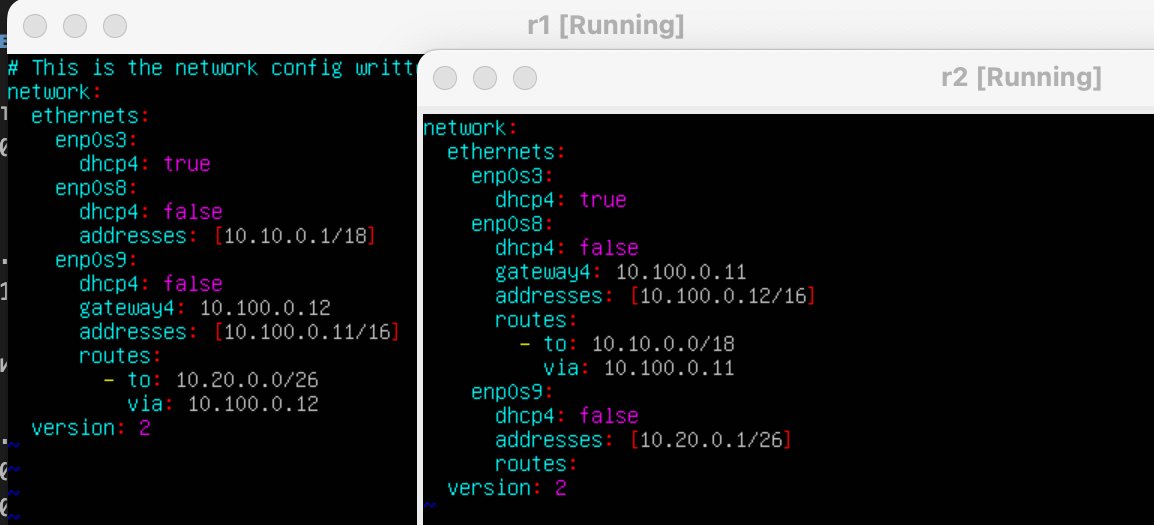 r1 [Running]
# This is the network config writt
network:
  ethernets:
    enp0s3:
      dhcp4: true
    enp0s8:
      dhcp4: false
      addresses: [10.10.0.1/18]
    enp0s9:
      dhcp4: false
      gateway4: 10.100.0.12
      addresses: [10.100.0.11/16]
      routes:
        - to: 10.20.0.0/26
          via: 10.100.0.12
  version: 2
~
~
~
~
r2 [Running]
network:
  ethernets:
    enp0s3:
      dhcp4: true
    enp0s8:
      dhcp4: false
      gateway4: 10.100.0.11
      addresses: [10.100.0.12/16]
      routes:
        - to: 10.10.0.0/18
          via: 10.100.0.11
    enp0s9:
      dhcp4: false
      addresses: [10.20.0.1/26]
      routes:
  version: 2
~